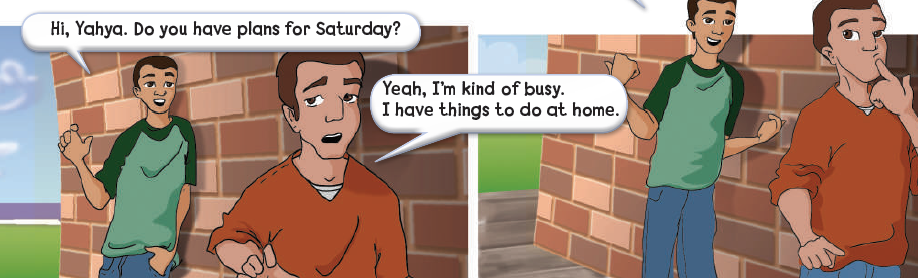 Hi, Yahya. Do you have plans for Saturday?
Yeah, I'm kind of busy.
I have things to do at home.